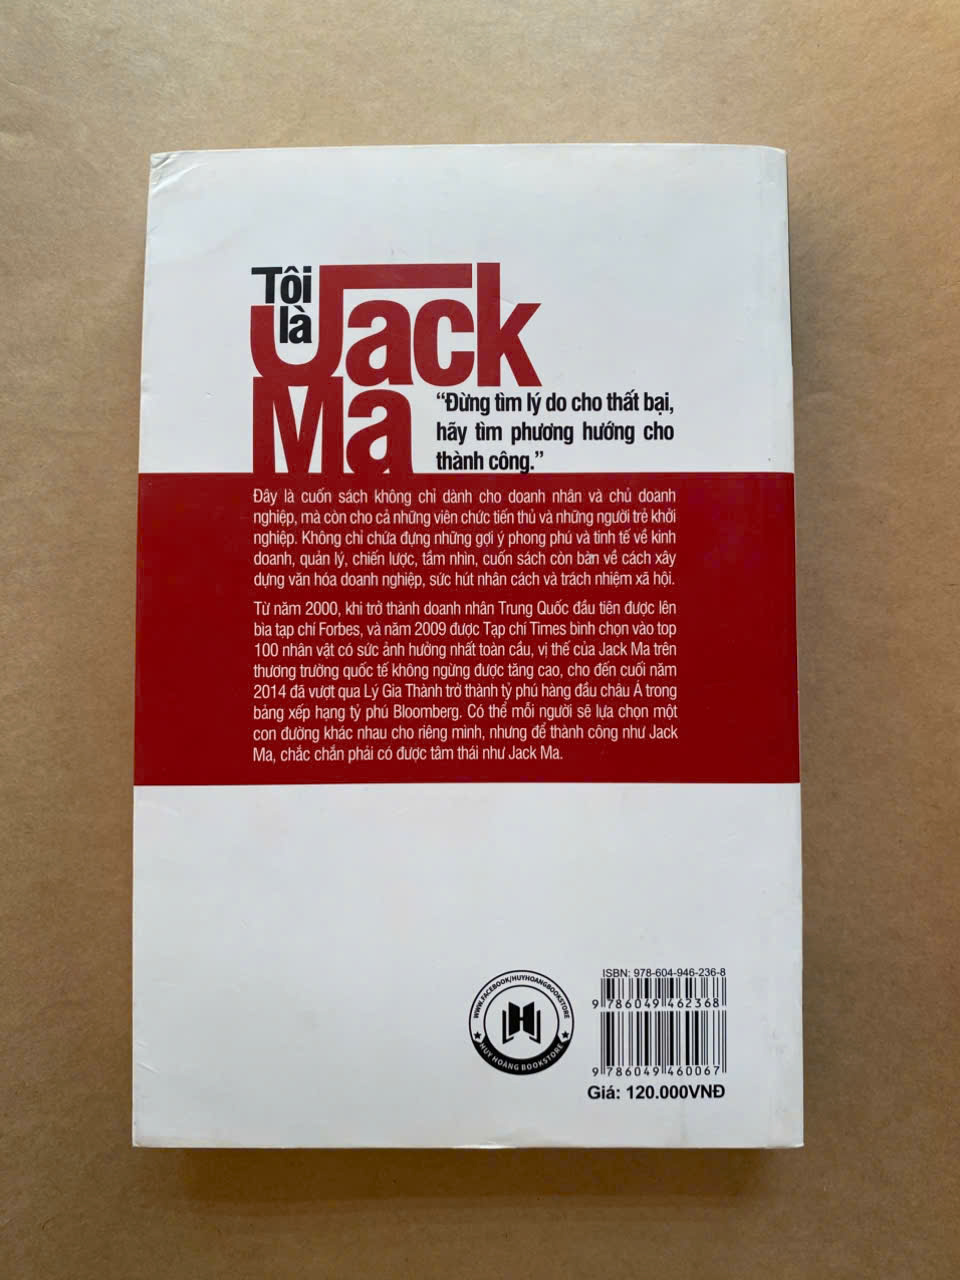 Tôi
là
Jack
Ma
“Đừng tìm lý do cho thất bại,
hãy tìm phương hướng cho
thành công.”
Đây là cuốn sách không chỉ dành cho doanh nhân và chủ doanh
nghiệp, mà còn cho cả những viên chức tiến thủ và những người trẻ khởi
nghiệp. Không chỉ chứa đựng những gợi ý phong phú và tinh tế về kinh
doanh, quản lý, chiến lược, tầm nhìn, cuốn sách còn bàn về cách xây
dựng văn hóa doanh nghiệp, sức hút nhân cách và trách nhiệm xã hội.
Từ năm 2000, khi trở thành doanh nhân Trung Quốc đầu tiên được lên
bìa tạp chí Forbes, và năm 2009 được Tạp chí Times bình chọn vào top
100 nhân vật có sức ảnh hưởng nhất toàn cầu, vị thế của Jack Ma trên
thương trường quốc tế không ngừng được tăng cao, cho đến cuối năm
2014 đã vượt qua Lý Gia Thành trở thành tỷ phú hàng đầu châu Á trong
bảng xếp hạng tỷ phú Bloomberg. Có thể mỗi người sẽ lựa chọn một
con đường khác nhau cho riêng mình, nhưng để thành công như Jack
Ma, chắc chắn phải có được tâm thái như Jack Ma.
ISBN: 978-604-946-236-8
9 786049 462368
WWW.FACEBOOK/HUYHOANGBOOKSTORE
H
HUY HOÀNG BOOKSTORE
9 786049 460067
Giá: 120.000VNĐ